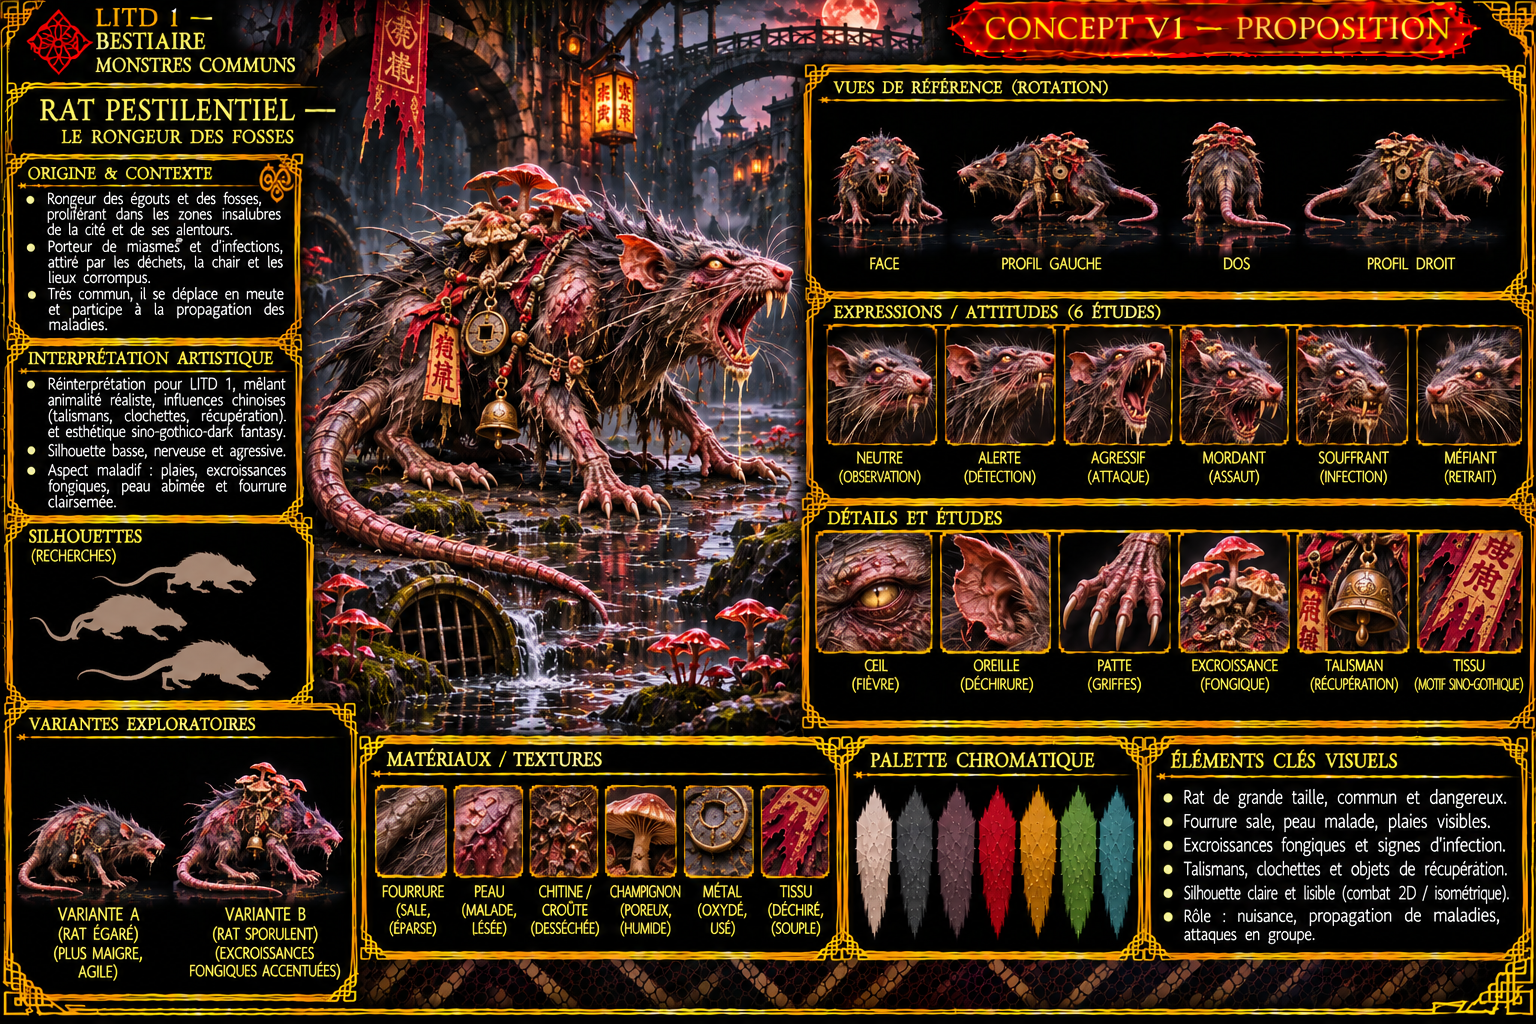 LITD 1 —
BESTIAIRE
MONSTRES COMMUNS
CONCEPT V1 — PROPOSITION
RAT PESTILENTIEL —
LE RONGEUR DES FOSSES
ORIGINE & CONTEXTE
Rongeur des égouts et des fosses,
proliférant dans les zones insalubres
de la cité et de ses alentours.
Porteur de miasmes et d'infections,
attiré par les déchets, la chair et les
lieux corrompus.
Très commun, il se déplace en meute
et participe à la propagation des
maladies.
INTERPRÉTATION ARTISTIQUE
Réinterprétation pour LITD 1, mêlant
animalité réaliste, influences chinoises
(talismans, clochettes, récupération).
et esthétique sino-gothico-dark fantasy.
Silhouette basse, nerveuse et agressive.
Aspect maladif : plaies, excroissances
fongiques, peau abimée et fourrure
clairsemée.
SILHOUETTES
(RECHERCHES)
VARIANTES EXPLORATOIRES
VARIANTE A
(RAT ÉGARÉ)
(PLUS MAIGRE,
AGILE)
VARIANTE B
(RAT SPORULENT)
(EXCROISSANCES
FONGIQUES ACCENTUÉES)
VUES DE RÉFÉRENCE (ROTATION)
FACE
PROFIL GAUCHE
DOS
PROFIL DROIT
EXPRESSIONS / ATTITUDES (6 ÉTUDES)
NEUTRE
(OBSERVATION)
ALERTE
(DÉTECTION)
AGRESSIF
(ATTAQUE)
MORDANT
(ASSAUT)
SOUFFRANT
(INFECTION)
MÉFIANT
(RETRAIT)
DÉTAILS ET ÉTUDES
ŒIL
(FIÈVRE)
OREILLE
(DÉCHIRURE)
PATTE
(GRIFFES)
EXCROISSANCE
(FONGIQUE)
TALISMAN
(RÉCUPÉRATION)
TISSU
(MOTIF SINO-GOTHIQUE)
MATÉRIAUX / TEXTURES
FOURRURE
(SALE,
ÉPARSE)
PEAU
(MALADE,
LÉSÉE)
CHITINE /
CROÛTE
(DESSÉCHÉE)
CHAMPIGNON
(POREUX,
HUMIDE)
MÉTAL
(OXYDÉ,
USÉ)
TISSU
(DÉCHIRÉ,
SOUPLE)
PALETTE CHROMATIQUE
ÉLÉMENTS CLÉS VISUELS
Rat de grande taille, commun et dangereux.
Fourrure sale, peau malade, plaies visibles.
Excroissances fongiques et signes d'infection.
Talismans, clochettes et objets de récupération.
Silhouette claire et lisible (combat 2D / isométrique).
Rôle : nuisance, propagation de maladies,
attaques en groupe.